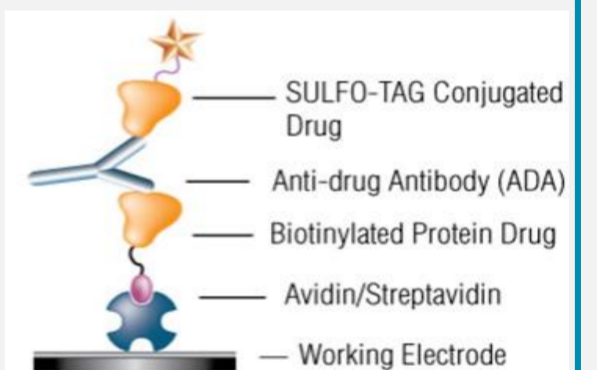 SULFO-TAG Conjugated
Drug
Anti-drug Antibody (ADA)
Biotinylated Protein Drug
Avidin/Streptavidin
Working Electrode